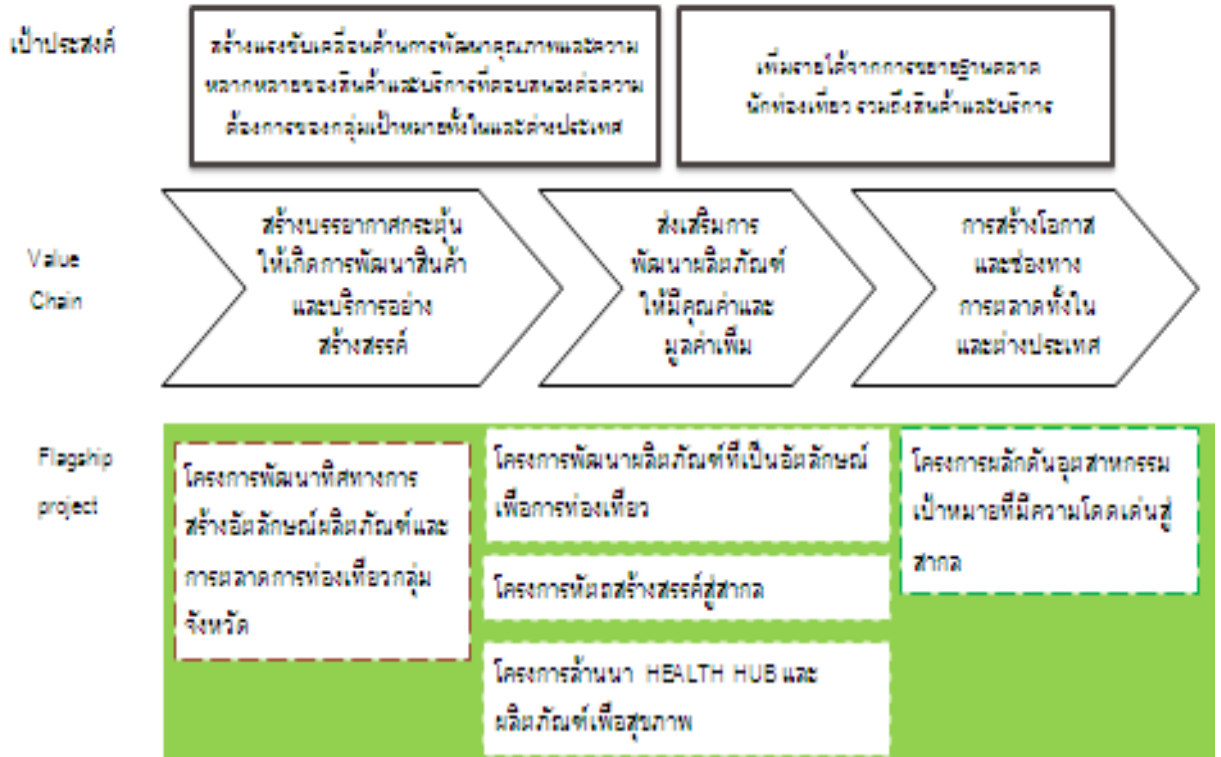 เป้าประสงค์
สร้างแรงขับเคลื่อนด้านการพัฒนาคุณภาพและความ
หลากหลายของสินค้าและบริการที่ตอบสนองต่อความ
ต้องการของกลุ่มเป้าหมายทั้งในและต่างประเทศ
เพิ่มรายได้จากการขยายฐานตลาด
นักท่องเที่ยว รวมถึงสินค้าและบริการ
Value
Chain
สร้างบรรยากาศกระตุ้น
ให้เกิดการพัฒนาสินค้า
และบริการอย่าง
สร้างสรรค์
ส่งเสริมการ
พัฒนาผลิตภัณฑ์
ให้มีคุณค่าและ
มูลค่าเพิ่ม
การสร้างโอกาส
และช่องทาง
การตลาดทั้งใน
และต่างประเทศ
Flagship
project
โครงการพัฒนาทิศทางการ
สร้างอัตลักษณ์ผลิตภัณฑ์และ
การตลาดการท่องเที่ยวกลุ่ม
จังหวัด
โครงการพัฒนาผลิตภัณฑ์ที่เป็นอัตลักษณ์
เพื่อการท่องเที่ยว
โครงการหัตถสร้างสรรค์สู่สากล
โครงการล้านนา HEALTH HUB และ
ผลิตภัณฑ์เพื่อสุขภาพ
โครงการผลักดันอุตสาหกรรม
เป้าหมายที่มีความโดดเด่นสู่
สากล